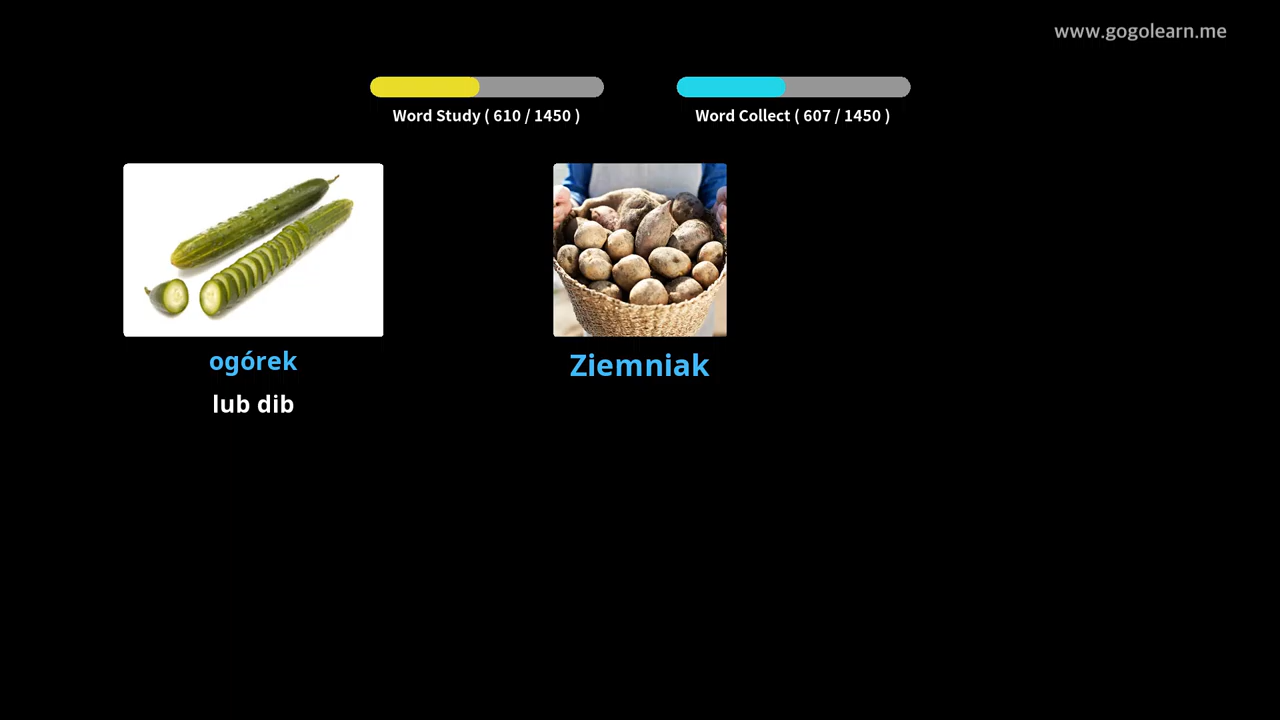 www.gogolearn.me
Word Study ( 610 / 1450 )
Word Collect ( 607 / 1450 )
ogórek
lub dib
Ziemniak